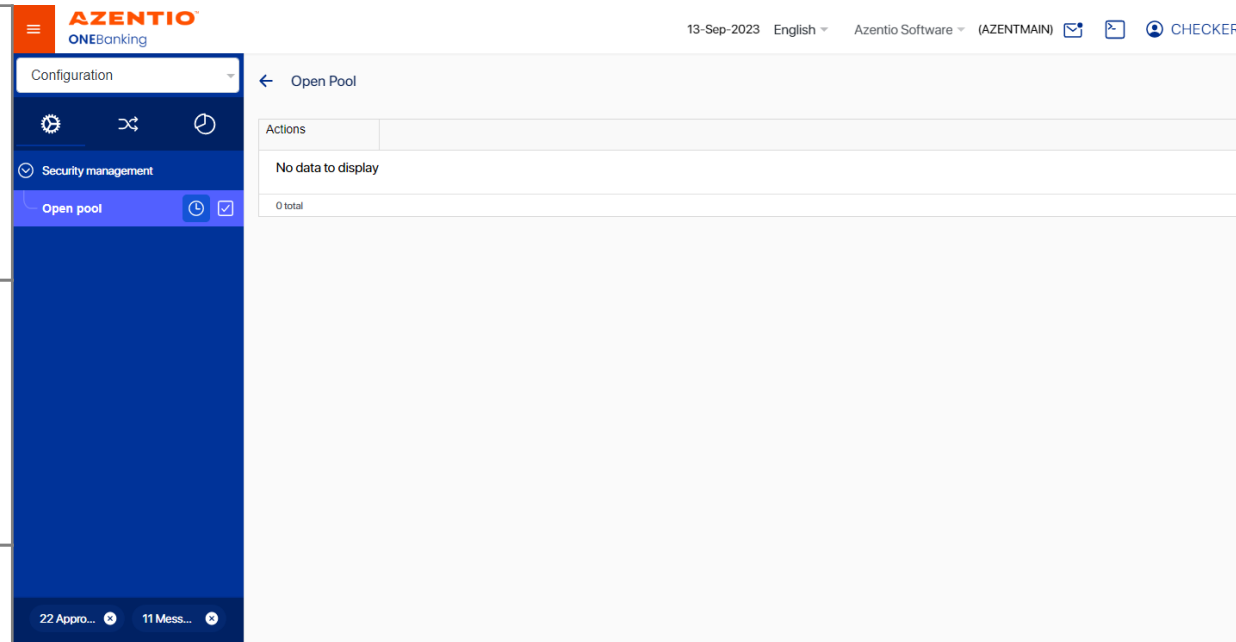 AZENTIO
ONEBanking
13-Sep-2023 English Azentio Software (AZENTMAIN) CHECKER
Configuration
Open Pool
Actions
Security management
No data to display
Open pool
0 total
22 Appro... 11 Mess...